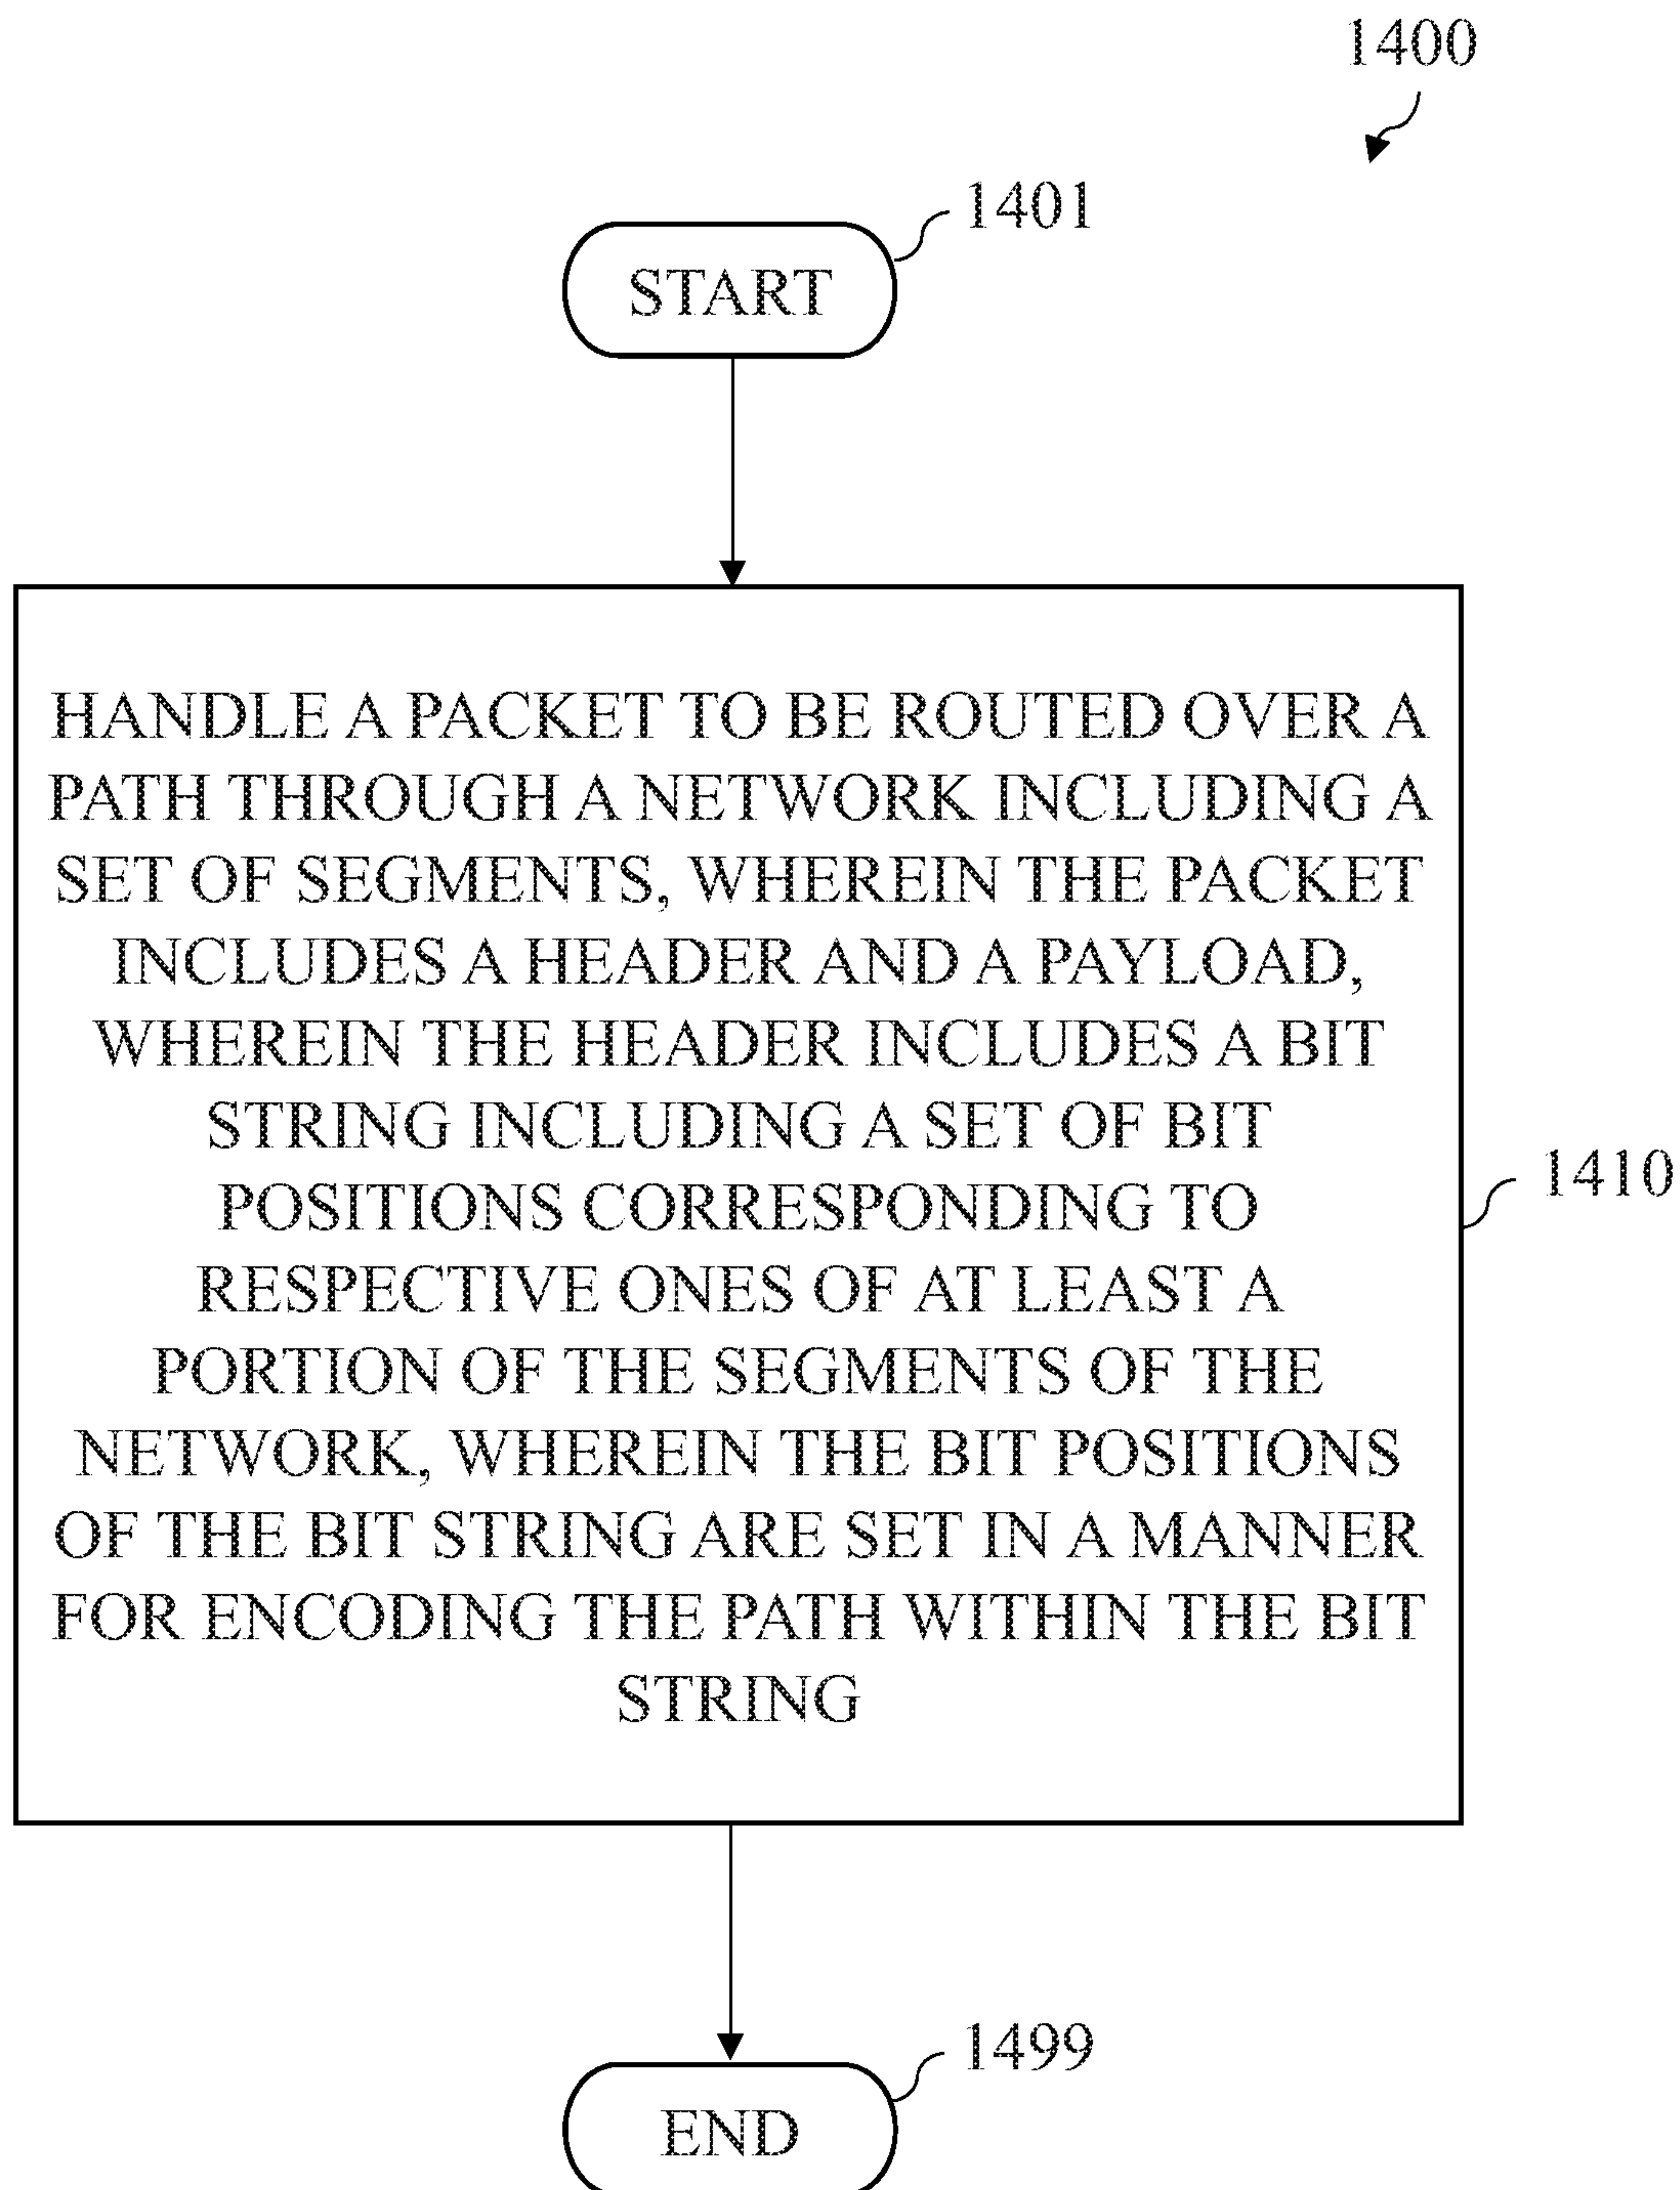 1400
1401
START
HANDLE A PACKET TO BE ROUTED OVER A
PATH THROUGH A NETWORK INCLUDING A
SET OF SEGMENTS, WHEREIN THE PACKET
INCLUDES A HEADER AND A PAYLOAD,
WHEREIN THE HEADER INCLUDES A BIT
STRING INCLUDING A SET OF BIT
POSITIONS CORRESPONDING TO
RESPECTIVE ONES OF AT LEAST A
PORTION OF THE SEGMENTS OF THE
NETWORK, WHEREIN THE BIT POSITIONS
OF THE BIT STRING ARE SET IN A MANNER
FOR ENCODING THE PATH WITHIN THE BIT
STRING
1410
1499
END